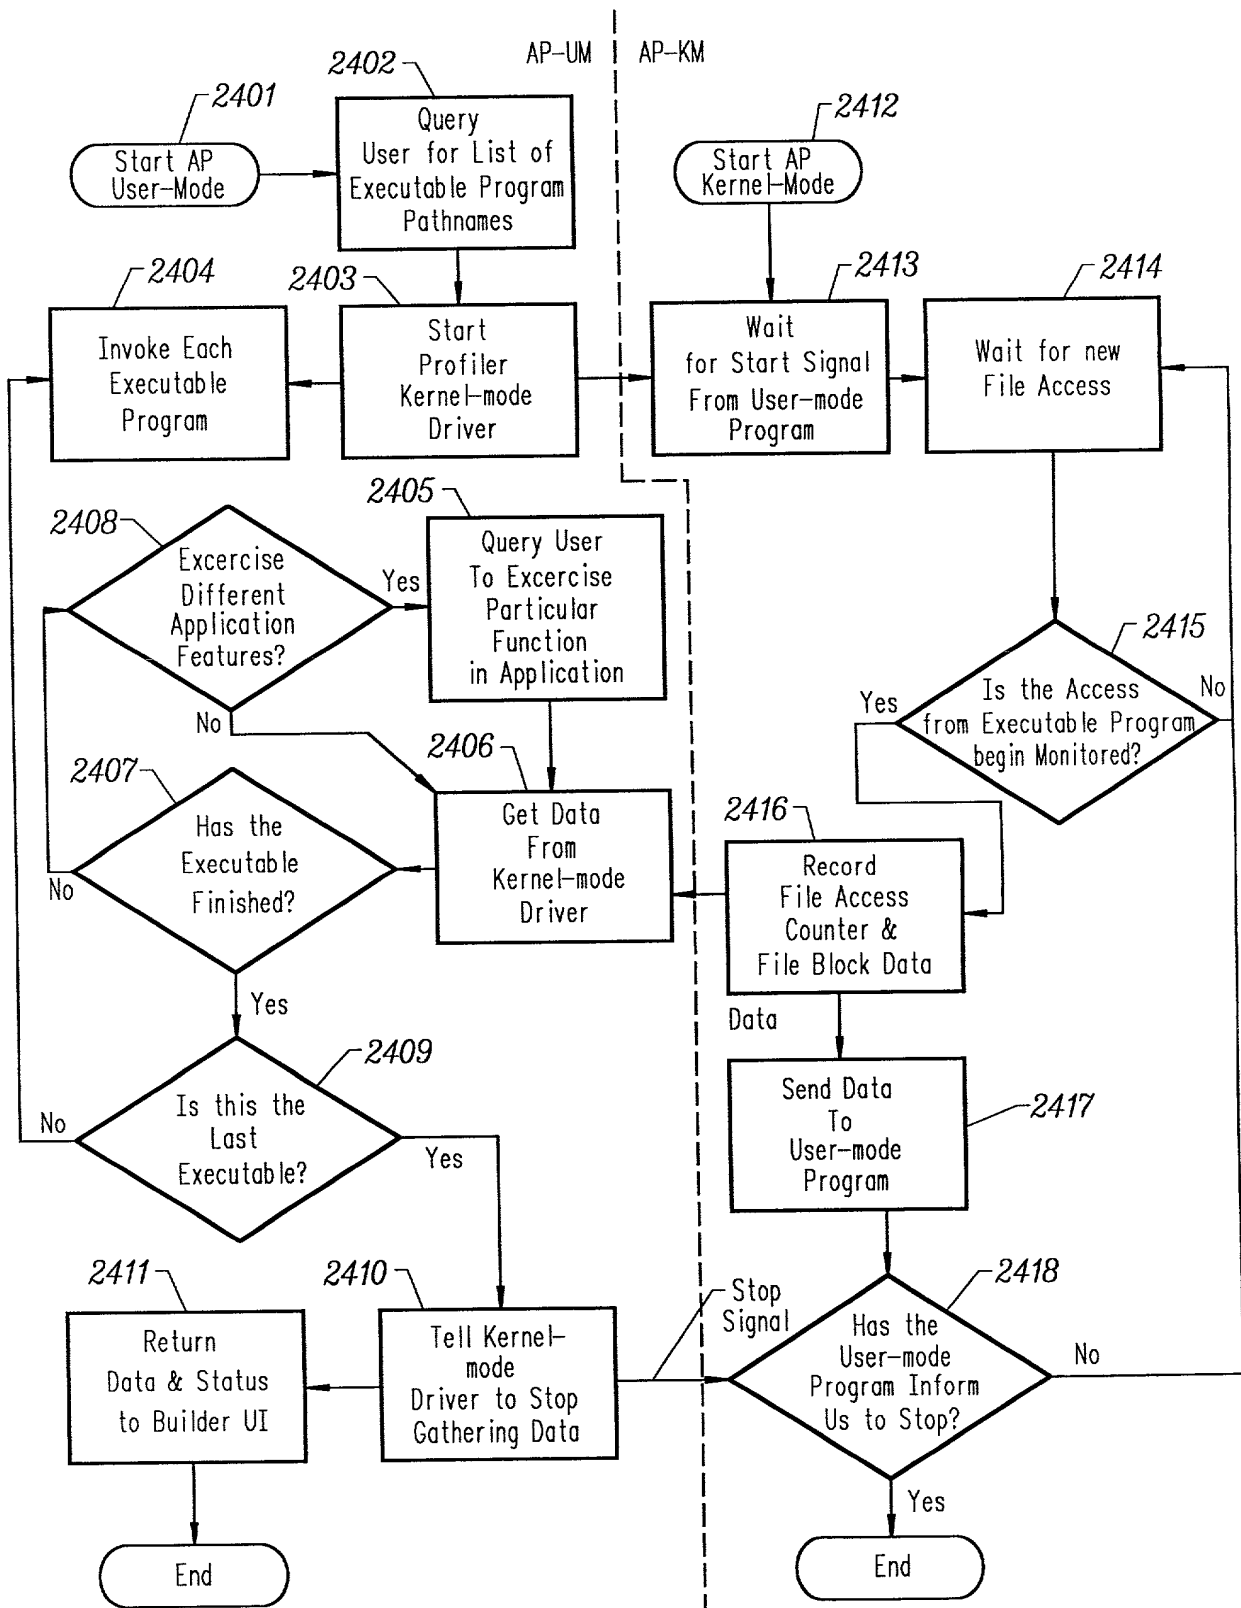 AP-UM
AP-KM
2401
Start AP
User-Mode
2402
Query
User for List of
Executable Program
Pathnames
2412
Start AP
Kernel-Mode
2404
Invoke Each
Executable
Program
2403
Start
Profiler
Kernel-mode
Driver
2413
Wait
for Start Signal
From User-mode
Program
2414
Wait for new
File Access
2408
Excercise
Different
Application
Features?
Yes
No
2405
Query User
To Excercise
Particular
Function
in Application
2415
Is the Access
from Executable Program
begin Monitored?
Yes
No
2407
Has the
Executable
Finished?
No
Yes
2406
Get Data
From
Kernel-mode
Driver
2416
Record
File Access
Counter &
File Block Data
Data
2409
Is this the
Last
Executable?
No
Yes
Send Data
To
User-mode
Program
2417
2411
Return
Data & Status
to Builder UI
2410
Tell Kernel-
mode
Driver to Stop
Gathering Data
Stop
Signal
2418
Has the
User-mode
Program Inform
Us to Stop?
No
Yes
End
End